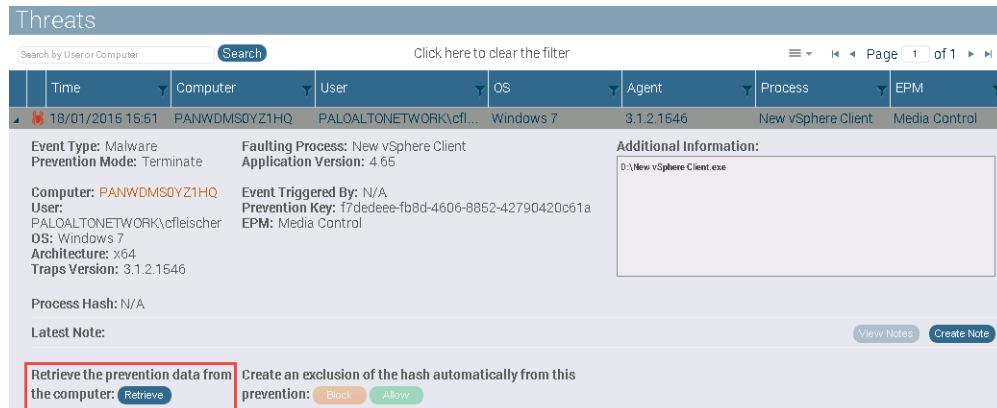 Threats
Search by User or Computer Search Click here to clear the filter Page 1 of 1
Time Computer User OS Agent Process EPM
18/01/2015 15:51 PANWDMS0YZ1HQ PALOALTONETWORK\cfl... Windows 7 3.1.2.1546 New vSphere Client Media Control
Event Type: Malware Faulting Process: New vSphere Client Additional Information:
Prevention Mode: Terminate Application Version: 4.65
D:\New vSphere Client.exe
Computer: PANWDMS0YZ1HQ Event Triggered By: N/A
User: Prevention Key: f7dedeee-fb8d-4606-8852-42790420c61a
PALOALTONETWORK\cfleischer EPM: Media Control
OS: Windows 7
Architecture: x64
Traps Version: 3.1.2.1546
Process Hash: N/A
Latest Note: View Notes Create Note
Retrieve the prevention data from Create an exclusion of the hash automatically from this
the computer: Retrieve prevention: Block Allow